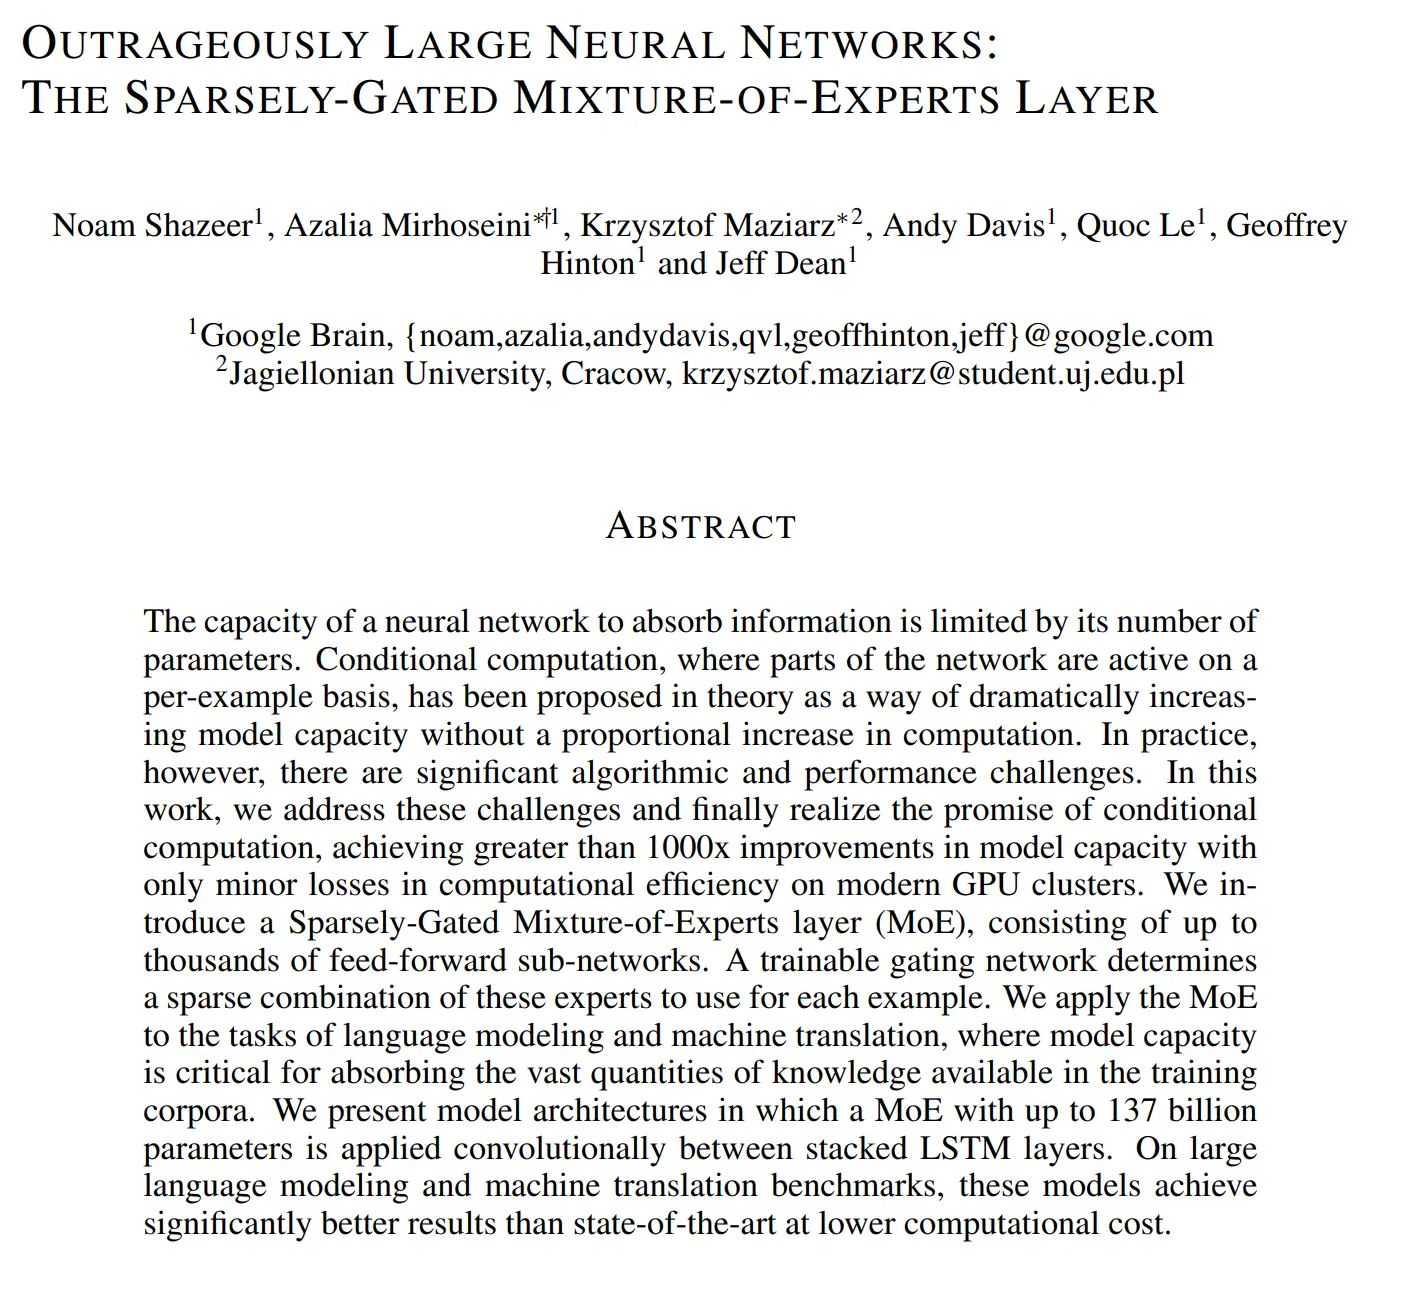 OUTRAGEOUSLY LARGE NEURAL NETWORKS:
THE SPARSELY-GATED MIXTURE-OF-EXPERTS LAYER
Noam Shazeer¹, Azalia Mirhoseini*†¹, Krzysztof Maziarz*², Andy Davis¹, Quoc Le¹, Geoffrey
Hinton¹ and Jeff Dean¹
¹Google Brain, {noam,azalia,andydavis,qvl,geoffhinton,jeff}@google.com
²Jagiellonian University, Cracow, krzysztof.maziarz@student.uj.edu.pl
ABSTRACT
The capacity of a neural network to absorb information is limited by its number of
parameters. Conditional computation, where parts of the network are active on a
per-example basis, has been proposed in theory as a way of dramatically increas-
ing model capacity without a proportional increase in computation. In practice,
however, there are significant algorithmic and performance challenges. In this
work, we address these challenges and finally realize the promise of conditional
computation, achieving greater than 1000x improvements in model capacity with
only minor losses in computational efficiency on modern GPU clusters. We in-
troduce a Sparsely-Gated Mixture-of-Experts layer (MoE), consisting of up to
thousands of feed-forward sub-networks. A trainable gating network determines
a sparse combination of these experts to use for each example. We apply the MoE
to the tasks of language modeling and machine translation, where model capacity
is critical for absorbing the vast quantities of knowledge available in the training
corpora. We present model architectures in which a MoE with up to 137 billion
parameters is applied convolutionally between stacked LSTM layers. On large
language modeling and machine translation benchmarks, these models achieve
significantly better results than state-of-the-art at lower computational cost.